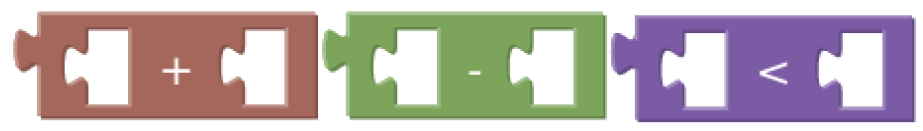 + - <